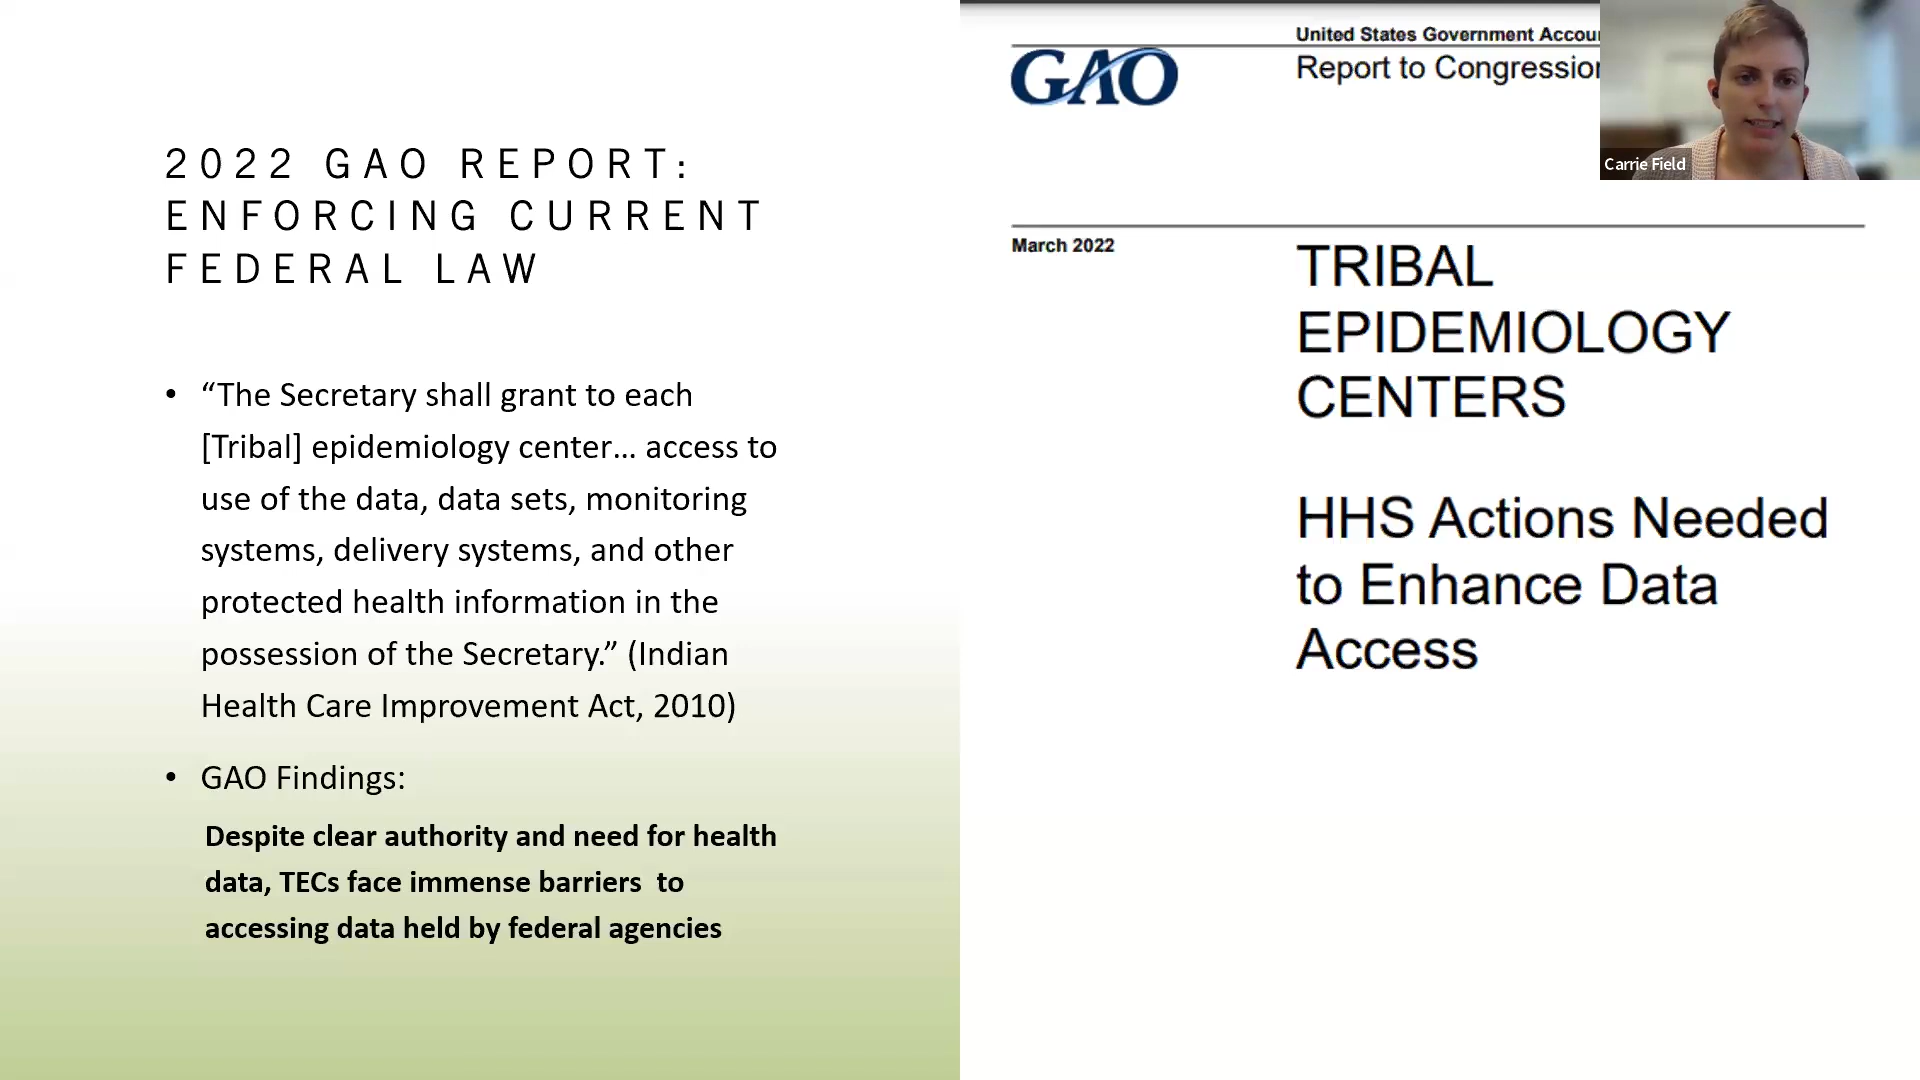 2022 GAO REPORT:
ENFORCING CURRENT
FEDERAL LAW
• “The Secretary shall grant to each
[Tribal] epidemiology center… access to
use of the data, data sets, monitoring
systems, delivery systems, and other
protected health information in the
possession of the Secretary.” (Indian
Health Care Improvement Act, 2010)
• GAO Findings:
Despite clear authority and need for health
data, TECs face immense barriers  to
accessing data held by federal agencies
GAO
United States Government Accou
Report to Congression
Carrie Field
March 2022
TRIBAL
EPIDEMIOLOGY
CENTERS
HHS Actions Needed
to Enhance Data
Access